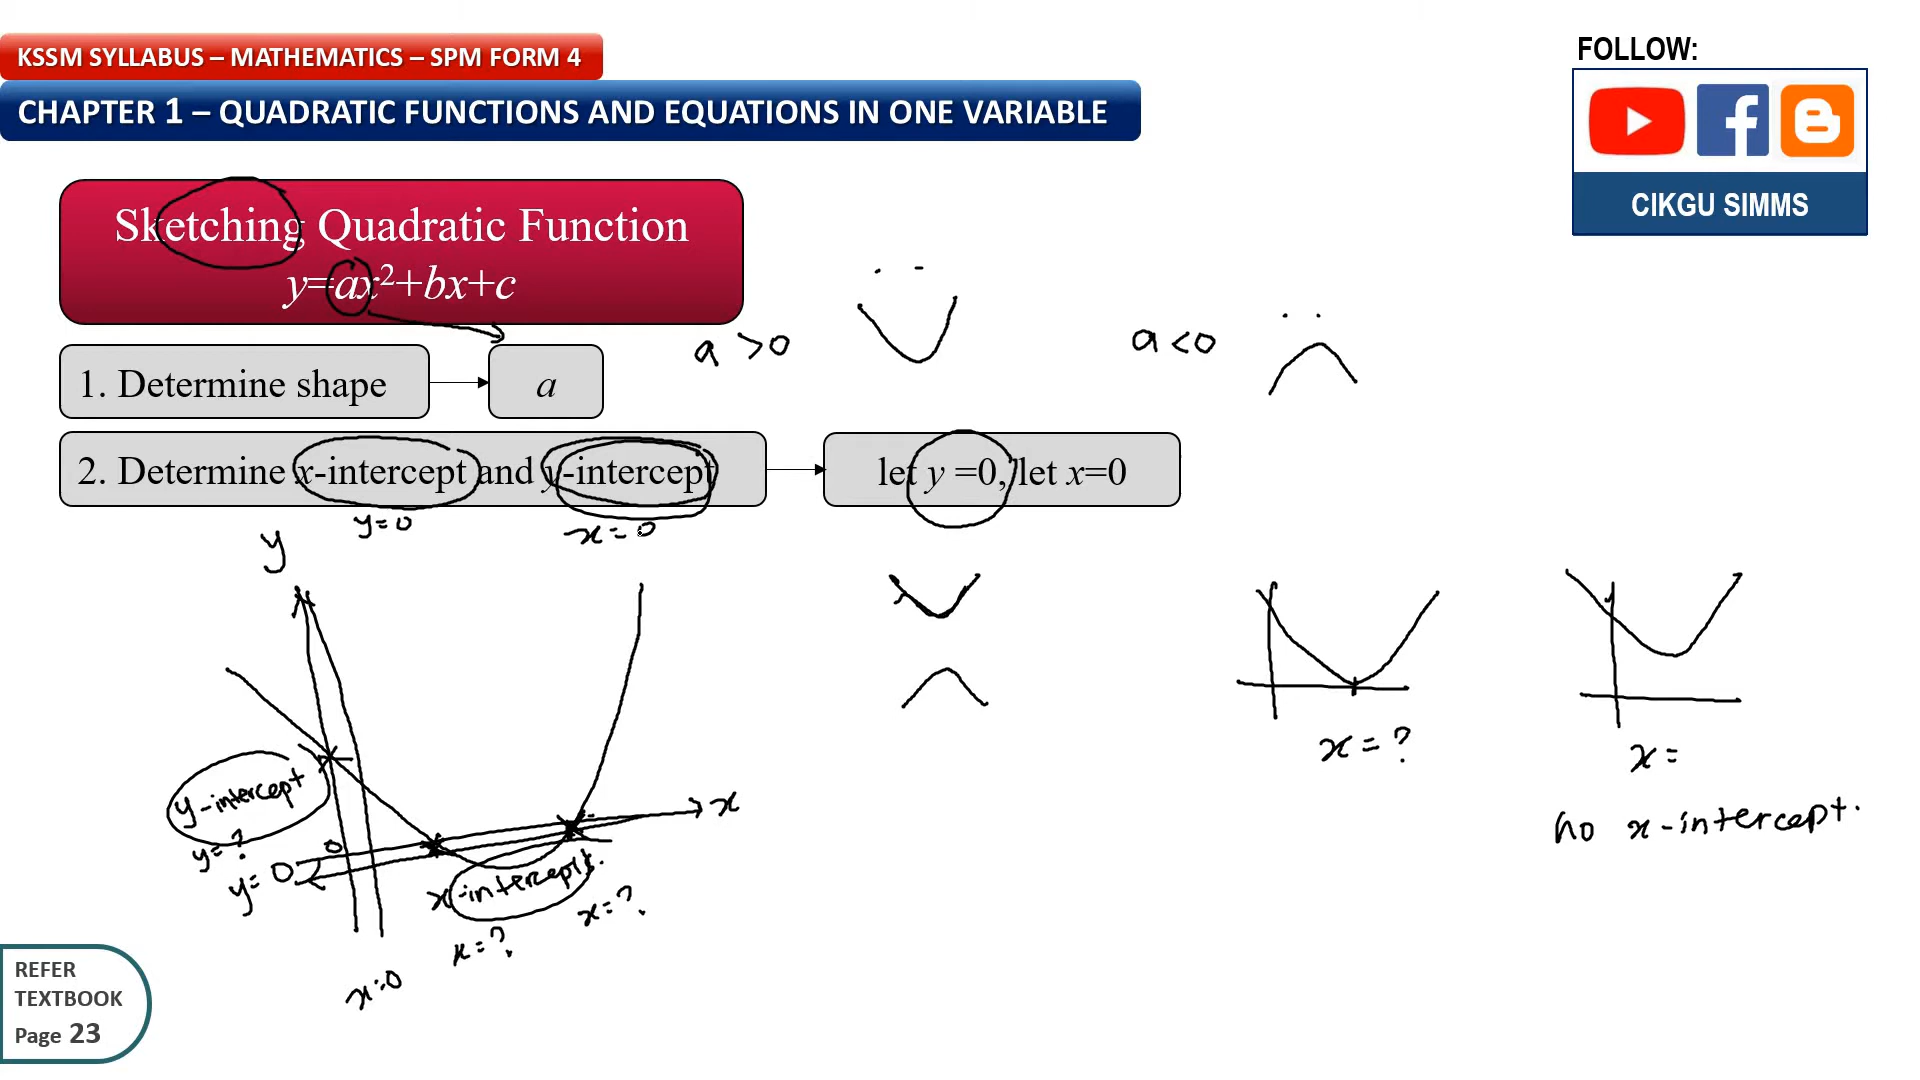 KSSM SYLLABUS – MATHEMATICS – SPM FORM 4
CHAPTER 1 – QUADRATIC FUNCTIONS AND EQUATIONS IN ONE VARIABLE
FOLLOW:
CIKGU SIMMS
Sketching Quadratic Function
y=ax²+bx+c
a > 0
a < 0
1. Determine shape
a
2. Determine x-intercept and y-intercept
let y =0, let x=0
y=0
x=0
y
x
y-intercept
y=?
y=0
0
x-intercepts.
x=?
x=?
x=0
x=?
x=
no x-intercept.
REFER
TEXTBOOK
Page 23